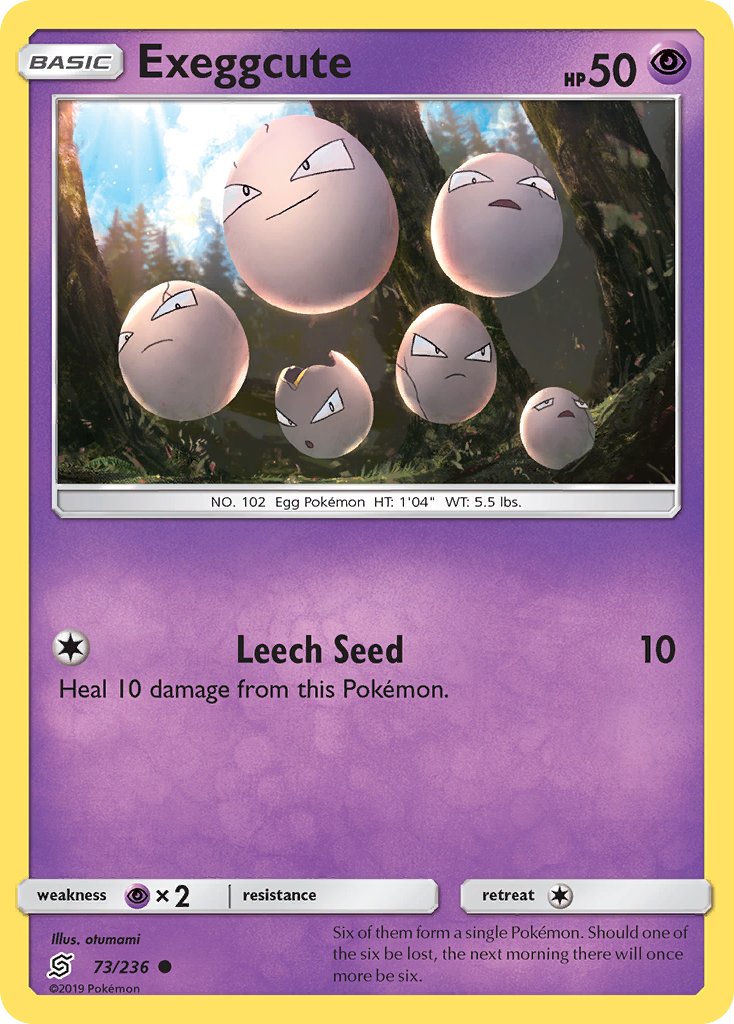 BASIC Exeggcute HP 50
NO. 102 Egg Pokémon HT: 1'04" WT: 5.5 lbs.
Leech Seed 10
Heal 10 damage from this Pokémon.
weakness ×2 resistance retreat
Illus. otumami
73/236
©2019 Pokémon
Six of them form a single Pokémon. Should one of
the six be lost, the next morning there will once
more be six.